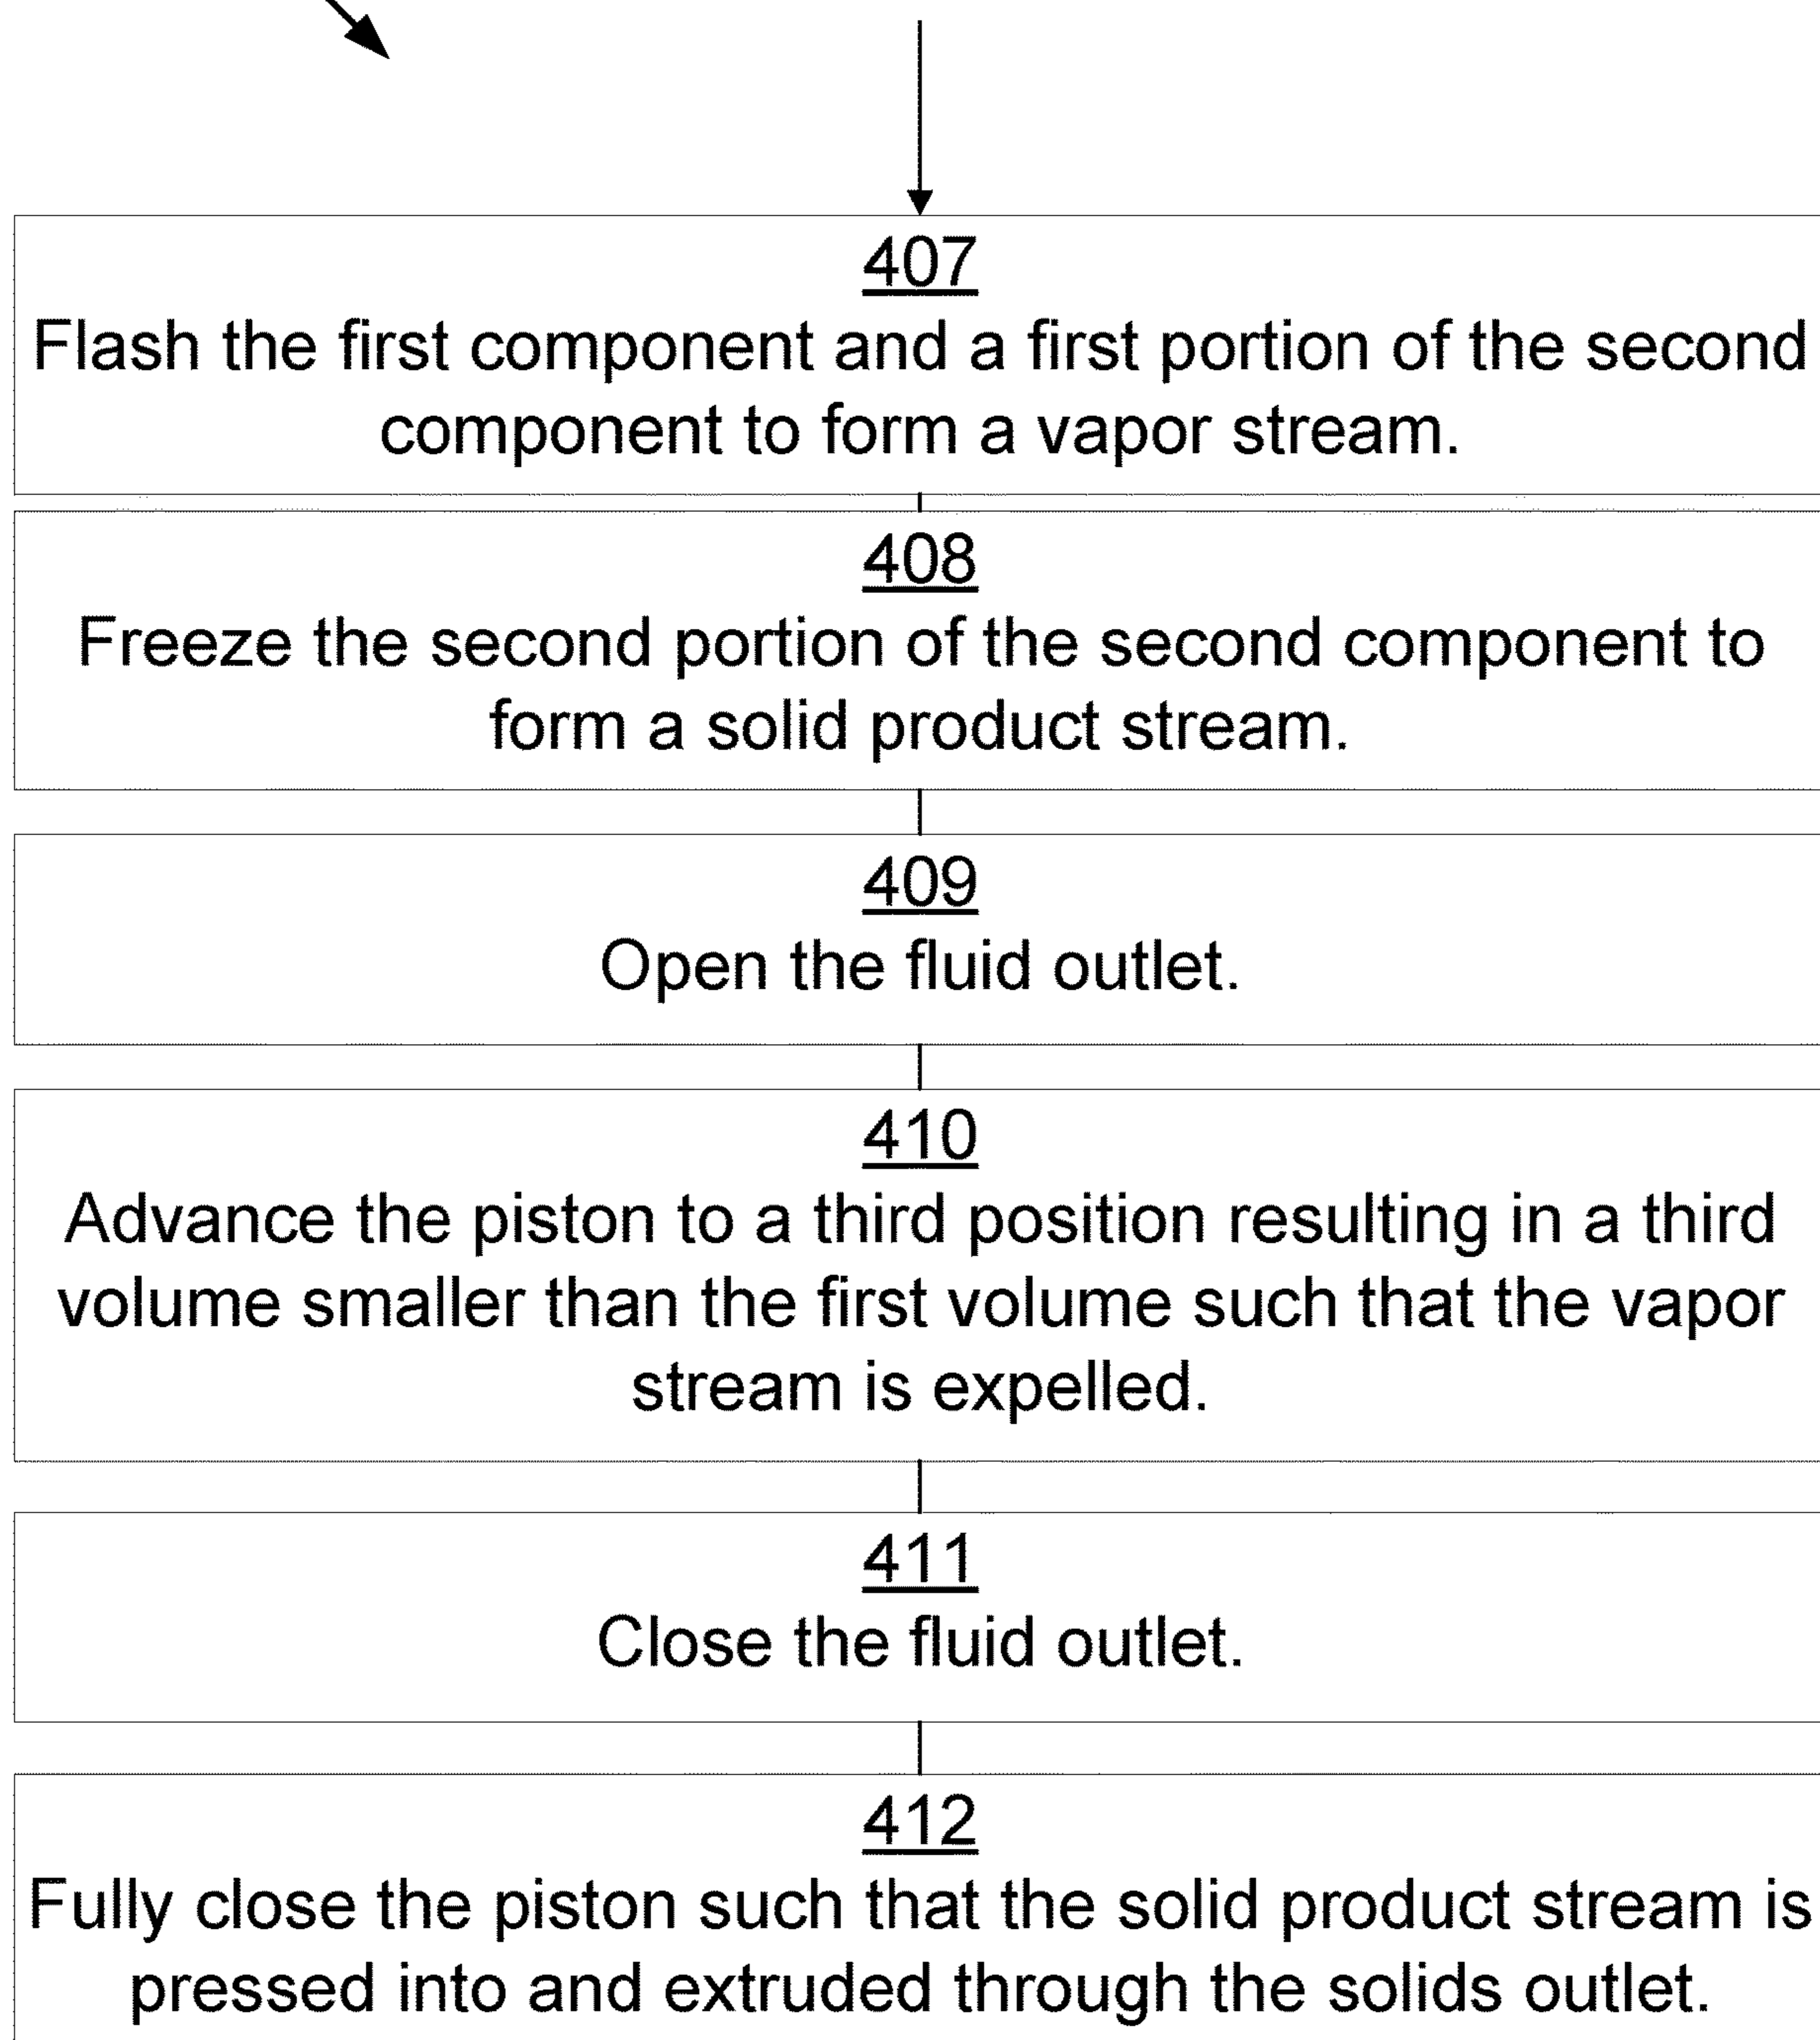 407
Flash the first component and a first portion of the second
component to form a vapor stream.
408
Freeze the second portion of the second component to
form a solid product stream.
409
Open the fluid outlet.
410
Advance the piston to a third position resulting in a third
volume smaller than the first volume such that the vapor
stream is expelled.
411
Close the fluid outlet.
412
Fully close the piston such that the solid product stream is
pressed into and extruded through the solids outlet.